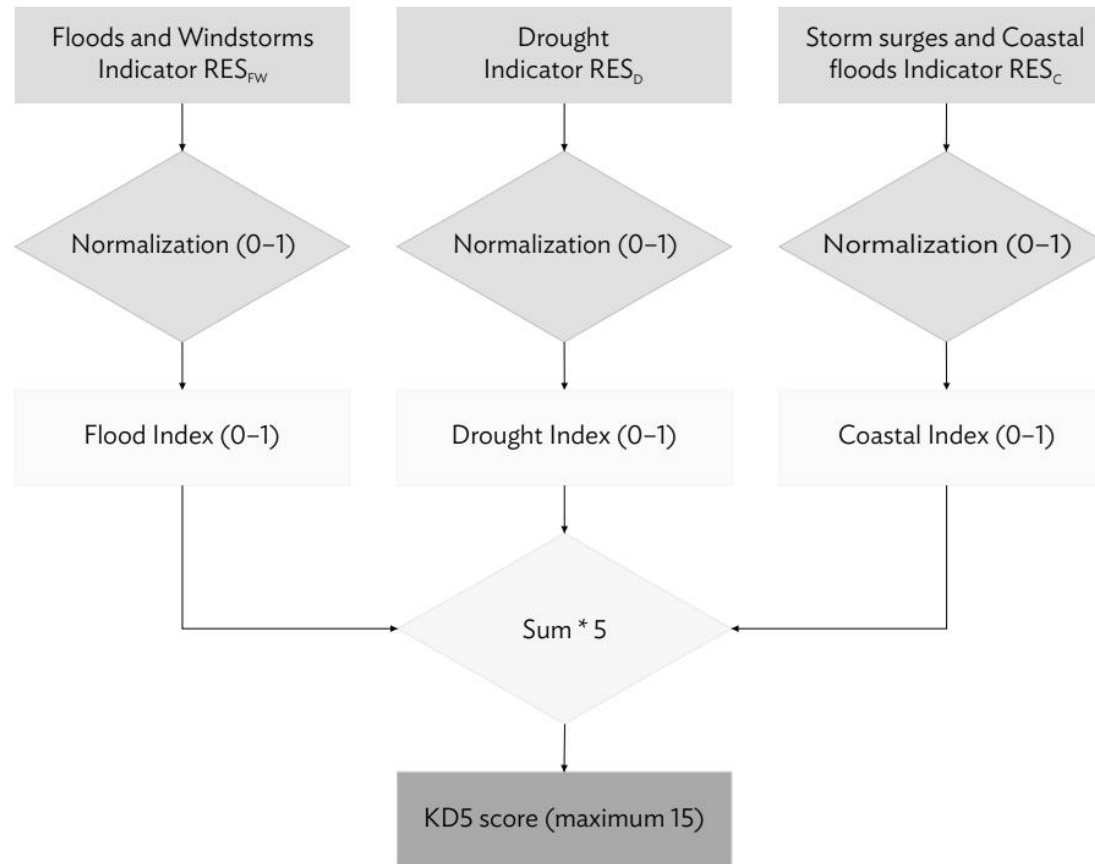 Floods and Windstorms
Indicator RES_FW
Drought
Indicator RES_D
Storm surges and Coastal
floods Indicator RES_C
Normalization (0–1)
Normalization (0–1)
Normalization (0–1)
Flood Index (0–1)
Drought Index (0–1)
Coastal Index (0–1)
Sum * 5
KD5 score (maximum 15)